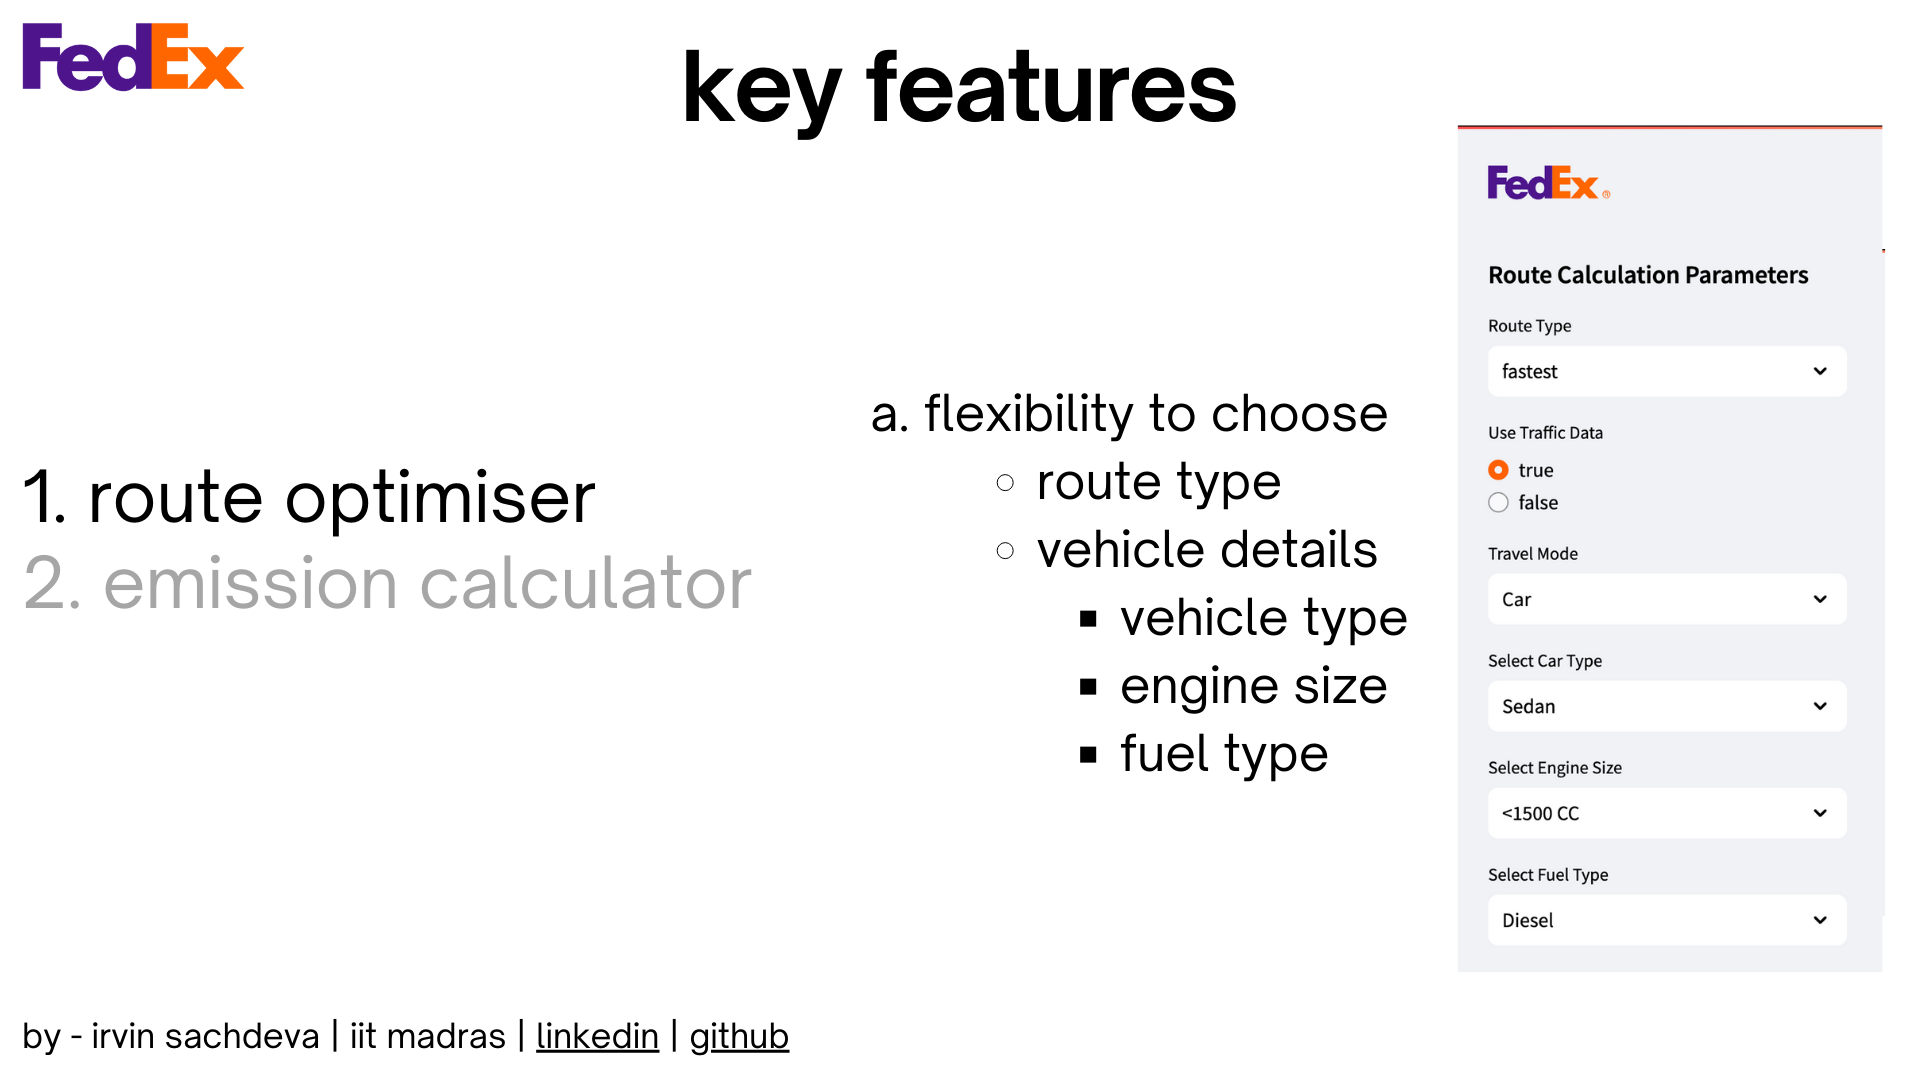 FedEx
key features
1. route optimiser
2. emission calculator
a. flexibility to choose
route type
vehicle details
vehicle type
engine size
fuel type
FedEx®
Route Calculation Parameters
Route Type
fastest
Use Traffic Data
true
false
Travel Mode
Car
Select Car Type
Sedan
Select Engine Size
<1500 CC
Select Fuel Type
Diesel
by - irvin sachdeva | iit madras | linkedin | github